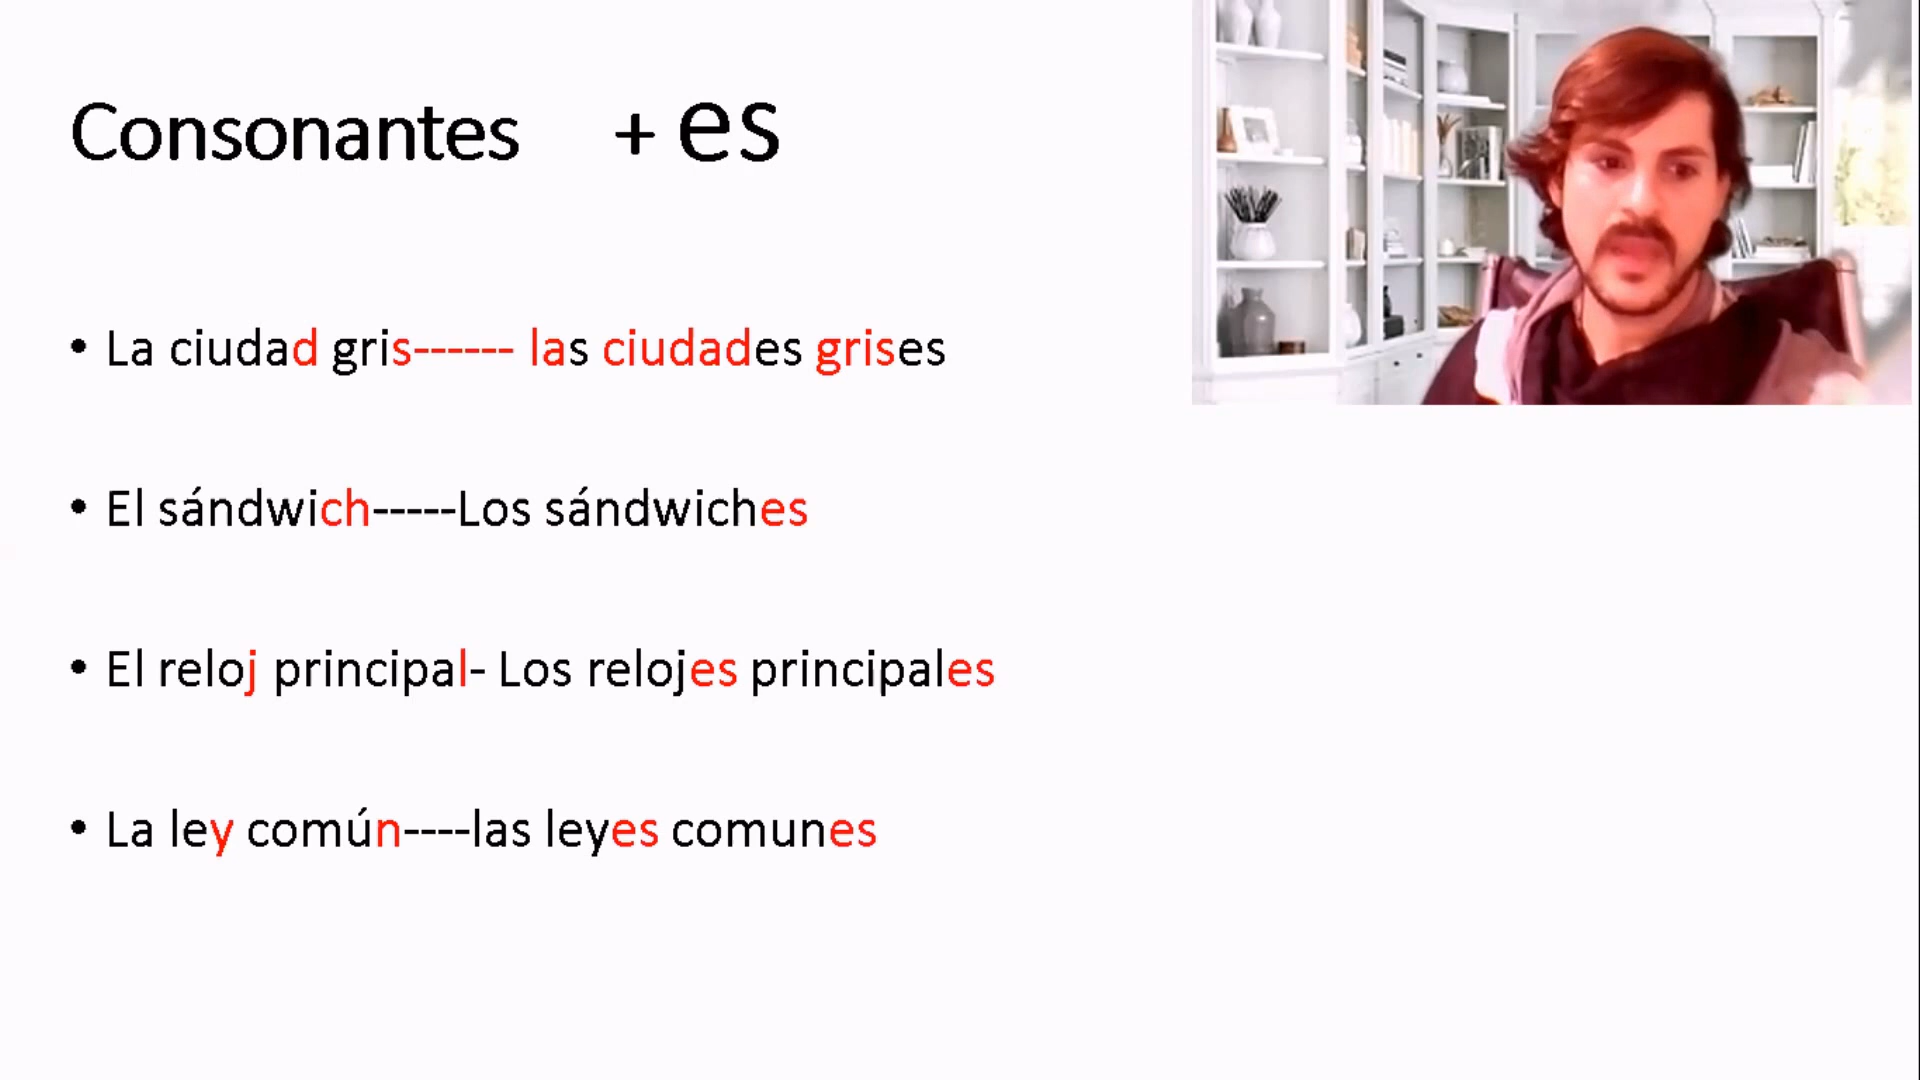 Consonantes + es
• La ciudad gris------ las ciudades grises
• El sándwich-----Los sándwiches
• El reloj principal- Los relojes principales
• La ley común----las leyes comunes